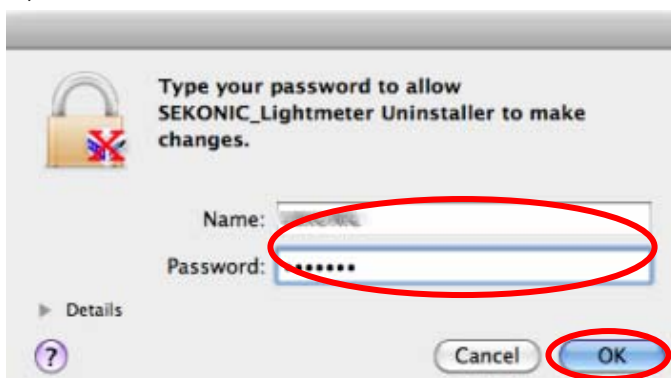 Type your password to allow
SEKONIC_Lightmeter Uninstaller to make
changes.
Name:
Password: •••••••
Details
?
Cancel OK